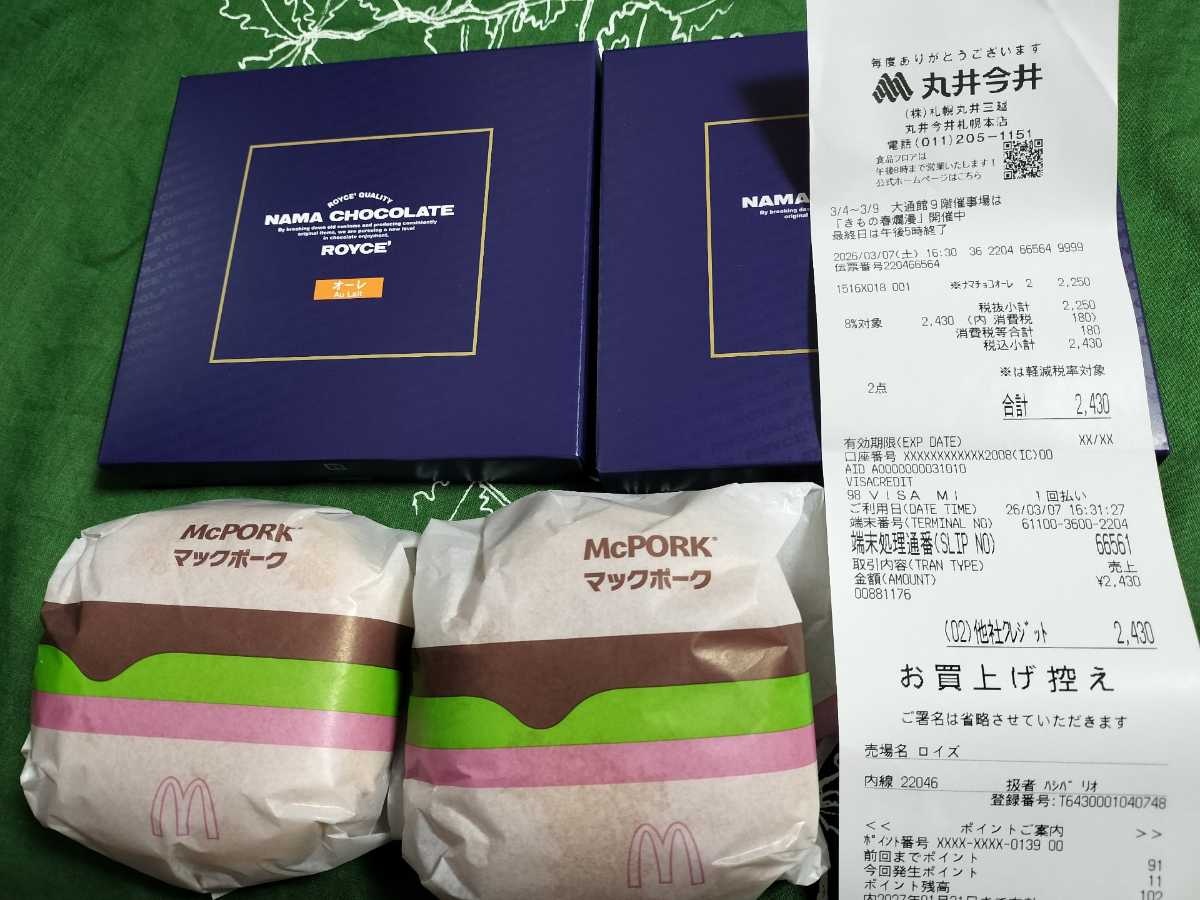 ROYCE' QUALITY
NAMA CHOCOLATE
By breaking down old customs and producing consistently
original items, we are pursuing a new level
in chocolate enjoyment.
ROYCE'
オーレ
Au Lait
NAMA
By breaking
McPORK
マックポーク
McPORK
マックポーク
毎度ありがとうございます
丸井今井
(株)札幌丸井三越
丸井今井札幌本店
電話(011)205-1151
食品フロアは
午後8時まで営業いたします!
公式ホームページはこちら
3/4~3/9 大通館9階催事場は
「きもの春爛漫」開催中
最終日は午後5時終了
2026/03/07(土) 16:30 36 2204 66564 9999
伝票番号220466564
1516X018 001 ※ナマチョコオーレ 2 2,250
税抜小計 2,250
8%対象 2,430 (内 消費税 180)
消費税等合計 180
税込小計 2,430
※は軽減税率対象
2点
合計 2,430
有効期限(EXP DATE) XX/XX
口座番号 XXXXXXXXXXXX2008(IC)00
AID A0000000031010
VISACREDIT
98 VISA MI 1回払い
ご利用日(DATE TIME) 26/03/07 16:31:27
端末番号(TERMINAL NO) 61100-3600-2204
端末処理通番(SLIP NO) 66561
取引内容(TRAN TYPE) 売上
金額(AMOUNT) ¥2,430
00881176
(02)他社クレジット 2,430
お買上げ控え
ご署名は省略させていただきます
売場名 ロイズ
内線 22046 扱者 ハシバ リオ
登録番号:T6430001040748
<< ポイントご案内 >>
ポイント番号 XXXX-XXXX-0139 00
前回までポイント 91
今回発生ポイント 11
ポイント残高 102